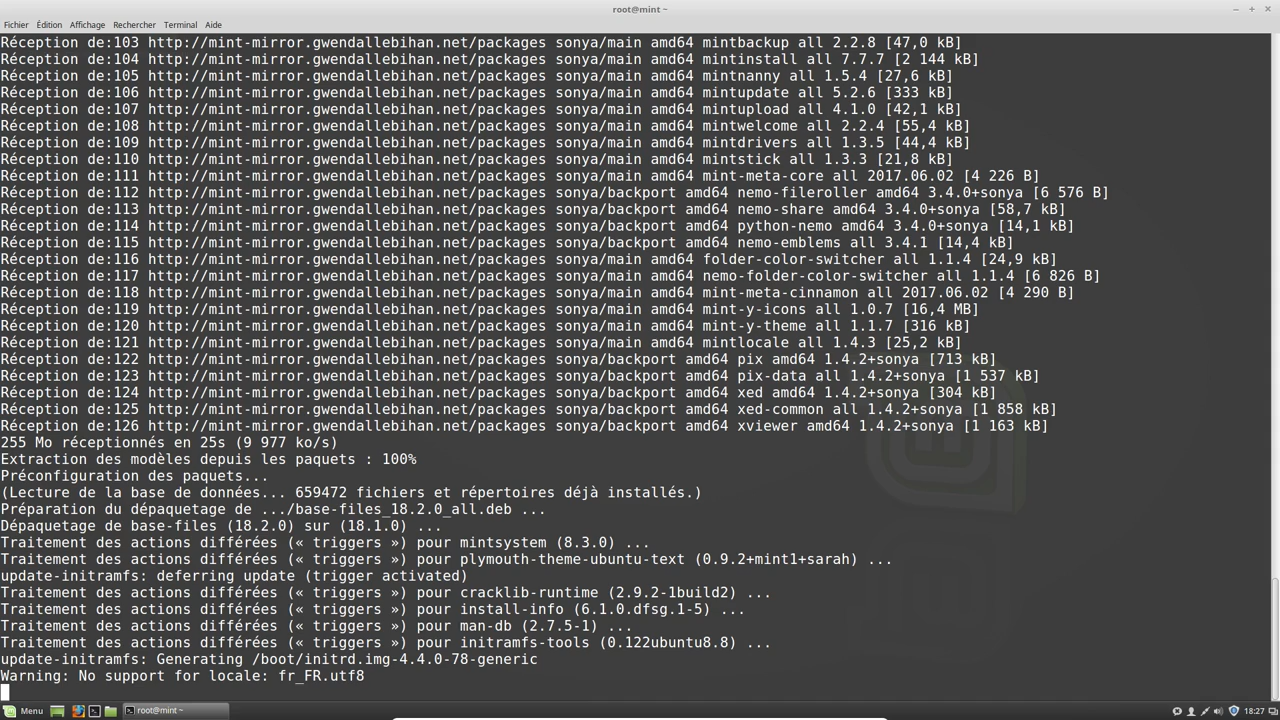 root@mint ~
Fichier Édition Affichage Rechercher Terminal Aide
Réception de:103 http://mint-mirror.gwendallebihan.net/packages sonya/main amd64 mintbackup all 2.2.8 [47,0 kB]
Réception de:104 http://mint-mirror.gwendallebihan.net/packages sonya/main amd64 mintinstall all 7.7.7 [2 144 kB]
Réception de:105 http://mint-mirror.gwendallebihan.net/packages sonya/main amd64 mintnanny all 1.5.4 [27,6 kB]
Réception de:106 http://mint-mirror.gwendallebihan.net/packages sonya/main amd64 mintupdate all 5.2.6 [333 kB]
Réception de:107 http://mint-mirror.gwendallebihan.net/packages sonya/main amd64 mintupload all 4.1.0 [42,1 kB]
Réception de:108 http://mint-mirror.gwendallebihan.net/packages sonya/main amd64 mintwelcome all 2.2.4 [55,4 kB]
Réception de:109 http://mint-mirror.gwendallebihan.net/packages sonya/main amd64 mintdrivers all 1.3.5 [44,4 kB]
Réception de:110 http://mint-mirror.gwendallebihan.net/packages sonya/main amd64 mintstick all 1.3.3 [21,8 kB]
Réception de:111 http://mint-mirror.gwendallebihan.net/packages sonya/main amd64 mint-meta-core all 2017.06.02 [4 226 B]
Réception de:112 http://mint-mirror.gwendallebihan.net/packages sonya/backport amd64 nemo-fileroller amd64 3.4.0+sonya [6 576 B]
Réception de:113 http://mint-mirror.gwendallebihan.net/packages sonya/backport amd64 nemo-share amd64 3.4.0+sonya [58,7 kB]
Réception de:114 http://mint-mirror.gwendallebihan.net/packages sonya/backport amd64 python-nemo amd64 3.4.0+sonya [14,1 kB]
Réception de:115 http://mint-mirror.gwendallebihan.net/packages sonya/backport amd64 nemo-emblems all 3.4.1 [14,4 kB]
Réception de:116 http://mint-mirror.gwendallebihan.net/packages sonya/main amd64 folder-color-switcher all 1.1.4 [24,9 kB]
Réception de:117 http://mint-mirror.gwendallebihan.net/packages sonya/main amd64 nemo-folder-color-switcher all 1.1.4 [6 826 B]
Réception de:118 http://mint-mirror.gwendallebihan.net/packages sonya/main amd64 mint-meta-cinnamon all 2017.06.02 [4 290 B]
Réception de:119 http://mint-mirror.gwendallebihan.net/packages sonya/main amd64 mint-y-icons all 1.0.7 [16,4 MB]
Réception de:120 http://mint-mirror.gwendallebihan.net/packages sonya/main amd64 mint-y-theme all 1.1.7 [316 kB]
Réception de:121 http://mint-mirror.gwendallebihan.net/packages sonya/main amd64 mintlocale all 1.4.3 [25,2 kB]
Réception de:122 http://mint-mirror.gwendallebihan.net/packages sonya/backport amd64 pix amd64 1.4.2+sonya [713 kB]
Réception de:123 http://mint-mirror.gwendallebihan.net/packages sonya/backport amd64 pix-data all 1.4.2+sonya [1 537 kB]
Réception de:124 http://mint-mirror.gwendallebihan.net/packages sonya/backport amd64 xed amd64 1.4.2+sonya [304 kB]
Réception de:125 http://mint-mirror.gwendallebihan.net/packages sonya/backport amd64 xed-common all 1.4.2+sonya [1 858 kB]
Réception de:126 http://mint-mirror.gwendallebihan.net/packages sonya/backport amd64 xviewer amd64 1.4.2+sonya [1 163 kB]
255 Mo réceptionnés en 25s (9 977 ko/s)
Extraction des modèles depuis les paquets : 100%
Préconfiguration des paquets...
(Lecture de la base de données... 659472 fichiers et répertoires déjà installés.)
Préparation du dépaquetage de .../base-files_18.2.0_all.deb ...
Dépaquetage de base-files (18.2.0) sur (18.1.0) ...
Traitement des actions différées (« triggers ») pour mintsystem (8.3.0) ...
Traitement des actions différées (« triggers ») pour plymouth-theme-ubuntu-text (0.9.2+mint1+sarah) ...
update-initramfs: deferring update (trigger activated)
Traitement des actions différées (« triggers ») pour cracklib-runtime (2.9.2-1build2) ...
Traitement des actions différées (« triggers ») pour install-info (6.1.0.dfsg.1-5) ...
Traitement des actions différées (« triggers ») pour man-db (2.7.5-1) ...
Traitement des actions différées (« triggers ») pour initramfs-tools (0.122ubuntu8.8) ...
update-initramfs: Generating /boot/initrd.img-4.4.0-78-generic
Warning: No support for locale: fr_FR.utf8
Menu root@mint ~ 18:27